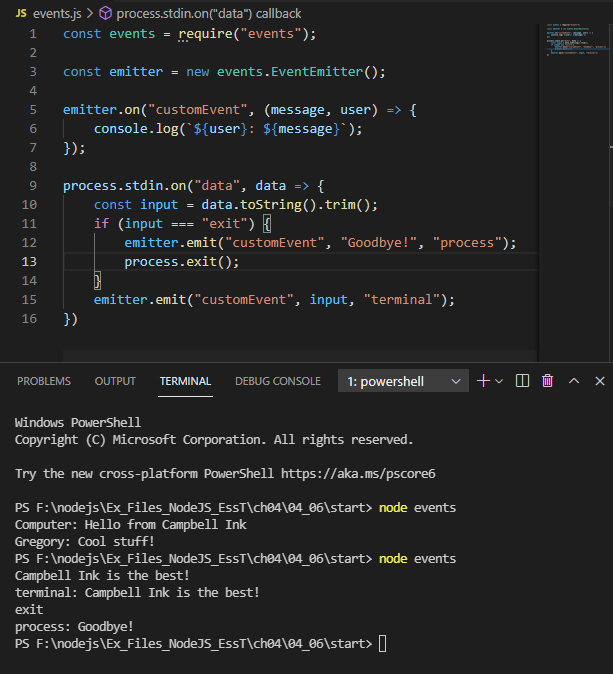 JS events.js > process.stdin.on("data") callback
1 const events = require("events");
2
3 const emitter = new events.EventEmitter();
4
5 emitter.on("customEvent", (message, user) => {
6 console.log(`${user}: ${message}`);
7 });
8
9 process.stdin.on("data", data => {
10 const input = data.toString().trim();
11 if (input === "exit") {
12 emitter.emit("customEvent", "Goodbye!", "process");
13 process.exit();
14 }
15 emitter.emit("customEvent", input, "terminal");
16 })
PROBLEMS OUTPUT TERMINAL DEBUG CONSOLE 1: powershell
Windows PowerShell
Copyright (C) Microsoft Corporation. All rights reserved.
Try the new cross-platform PowerShell https://aka.ms/pscore6
PS F:\nodejs\Ex_Files_NodeJS_EssT\ch04\04_06\start> node events
Computer: Hello from Campbell Ink
Gregory: Cool stuff!
PS F:\nodejs\Ex_Files_NodeJS_EssT\ch04\04_06\start> node events
Campbell Ink is the best!
terminal: Campbell Ink is the best!
exit
process: Goodbye!
PS F:\nodejs\Ex_Files_NodeJS_EssT\ch04\04_06\start>